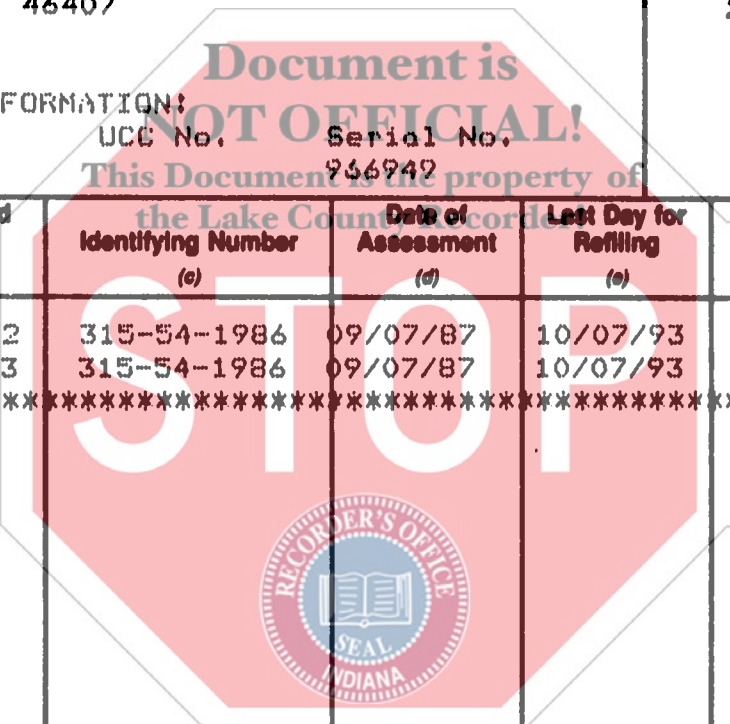 46407
Document is
FORMATION:
NOT OFFICIAL!
UCC No. Serial No.
966949
This Document is the property of
the Lake County Recorder!
Identifying Number Date of Assessment Last Day for Refiling
(c) (d) (e)
2 315-54-1986 09/07/87 10/07/93
3 315-54-1986 09/07/87 10/07/93
**********************************************
STOP
RECORDER'S OFFICE
SEAL
INDIANA